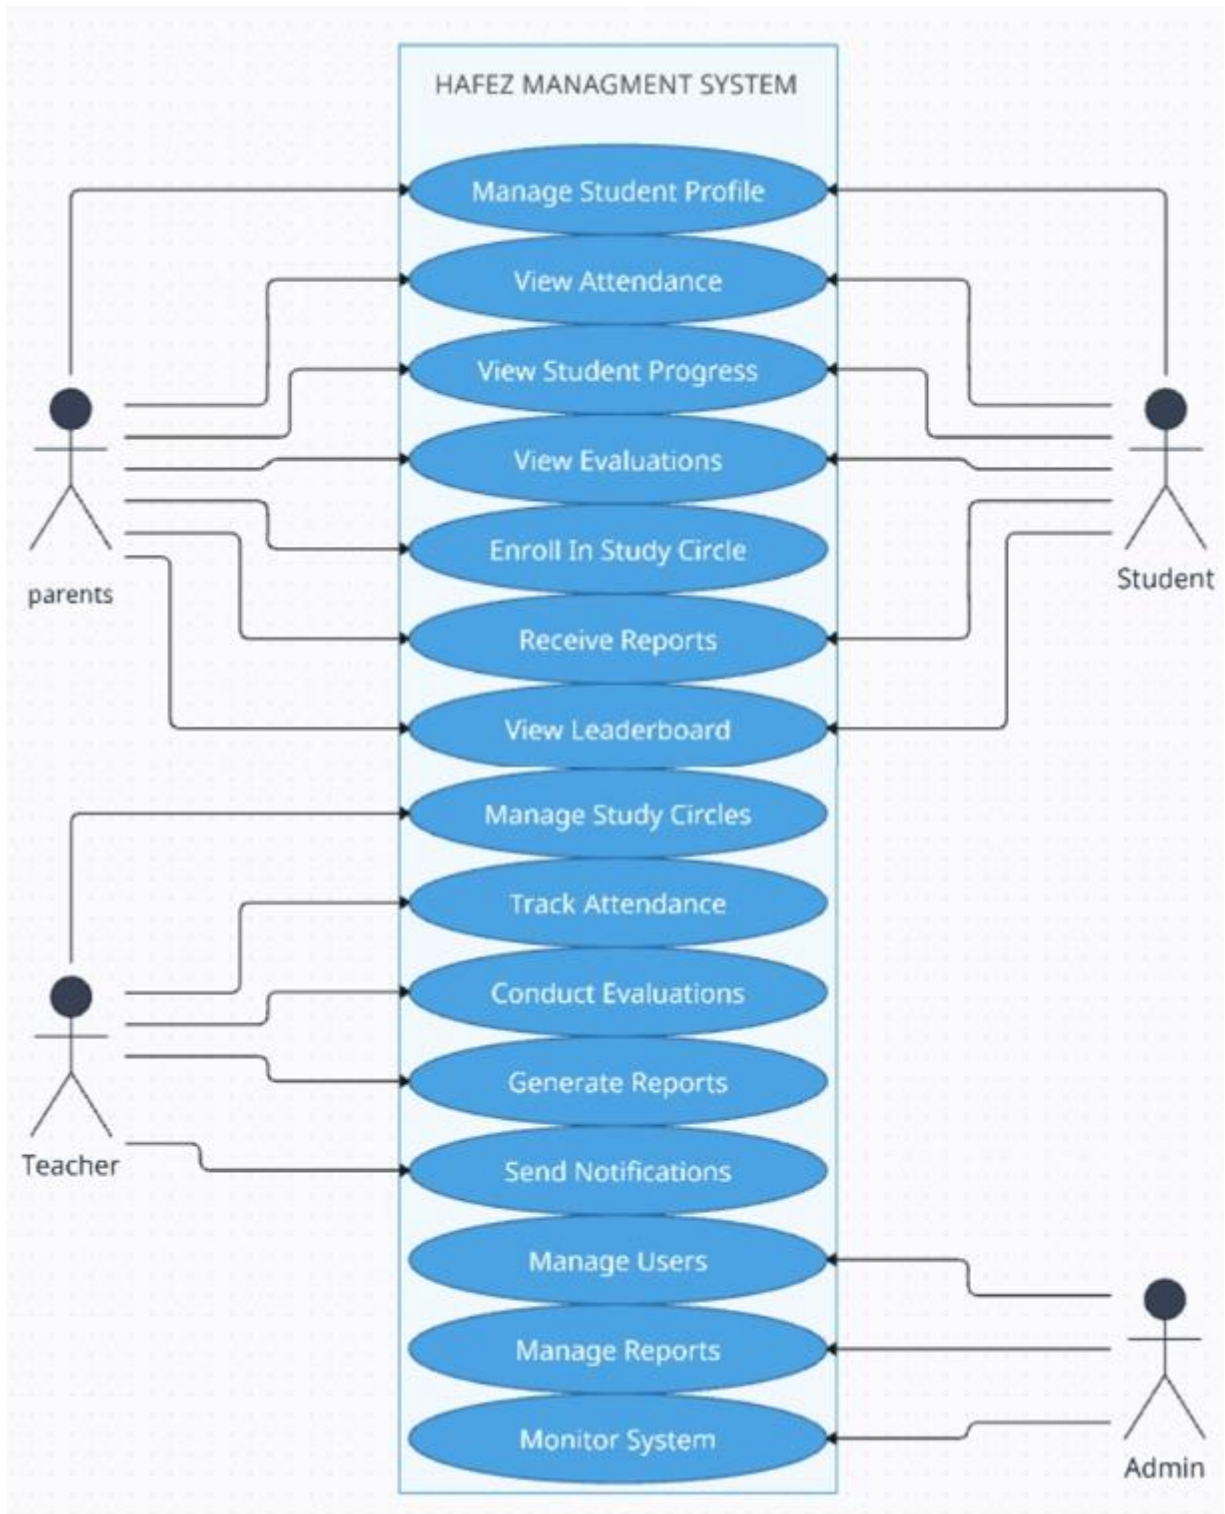 HAFEZ MANAGMENT SYSTEM
Manage Student Profile
View Attendance
View Student Progress
View Evaluations
Enroll In Study Circle
parents
Student
Receive Reports
View Leaderboard
Manage Study Circles
Track Attendance
Conduct Evaluations
Generate Reports
Teacher
Send Notifications
Manage Users
Manage Reports
Monitor System
Admin